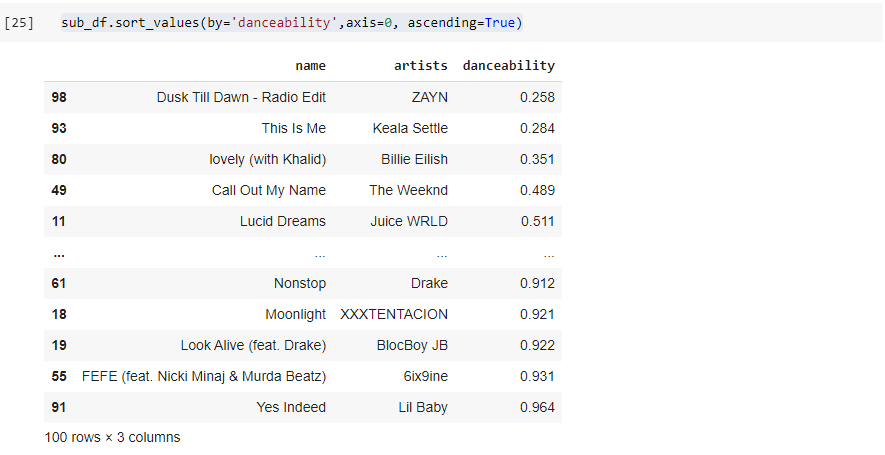 [25] sub_df.sort_values(by='danceability',axis=0, ascending=True)
name artists danceability
98 Dusk Till Dawn - Radio Edit ZAYN 0.258
93 This Is Me Keala Settle 0.284
80 lovely (with Khalid) Billie Eilish 0.351
49 Call Out My Name The Weeknd 0.489
11 Lucid Dreams Juice WRLD 0.511
... ... ... ...
61 Nonstop Drake 0.912
18 Moonlight XXXTENTACION 0.921
19 Look Alive (feat. Drake) BlocBoy JB 0.922
55 FEFE (feat. Nicki Minaj & Murda Beatz) 6ix9ine 0.931
91 Yes Indeed Lil Baby 0.964
100 rows × 3 columns